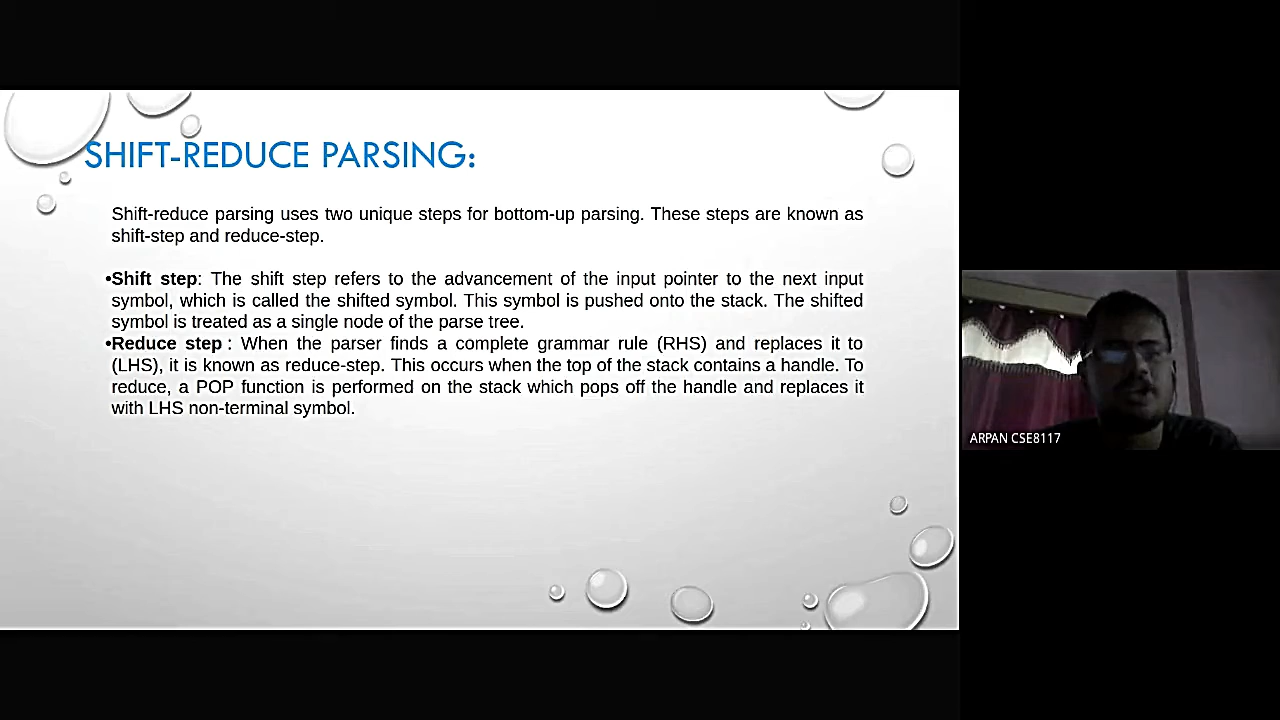 SHIFT-REDUCE PARSING:
Shift-reduce parsing uses two unique steps for bottom-up parsing. These steps are known as
shift-step and reduce-step.
•Shift step: The shift step refers to the advancement of the input pointer to the next input
symbol, which is called the shifted symbol. This symbol is pushed onto the stack. The shifted
symbol is treated as a single node of the parse tree.
•Reduce step : When the parser finds a complete grammar rule (RHS) and replaces it to
(LHS), it is known as reduce-step. This occurs when the top of the stack contains a handle. To
reduce, a POP function is performed on the stack which pops off the handle and replaces it
with LHS non-terminal symbol.
ARPAN CSE8117